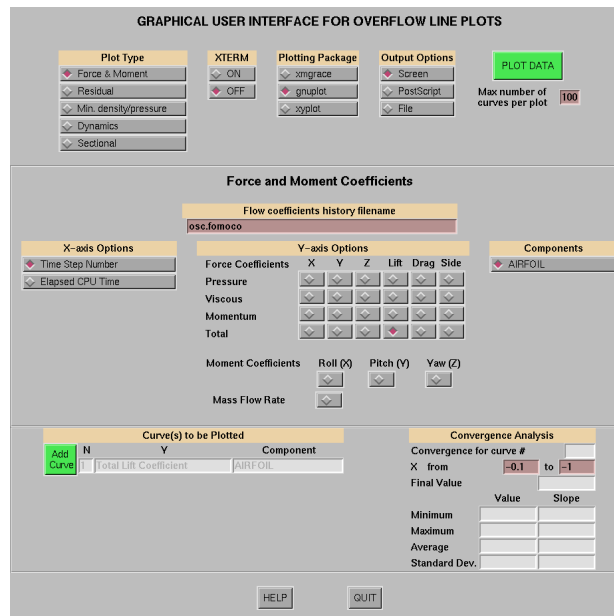 GRAPHICAL USER INTERFACE FOR OVERFLOW LINE PLOTS
Plot Type
Force & Moment
Residual
Min. density/pressure
Dynamics
Sectional
XTERM
ON
OFF
Plotting Package
xmgrace
gnuplot
xyplot
Output Options
Screen
PostScript
File
PLOT DATA
Max number of
curves per plot
100
Force and Moment Coefficients
Flow coefficients history filename
osc.fomoco
X-axis Options
Time Step Number
Elapsed CPU Time
Y-axis Options
Force Coefficients X Y Z Lift Drag Side
Pressure
Viscous
Momentum
Total
Moment Coefficients Roll (X) Pitch (Y) Yaw (Z)
Mass Flow Rate
Components
AIRFOIL
Curve(s) to be Plotted
Add
Curve
N Y Component
1 Total Lift Coefficient AIRFOIL
Convergence Analysis
Convergence for curve #
X from -0.1 to -1
Final Value
Value Slope
Minimum
Maximum
Average
Standard Dev.
HELP
QUIT